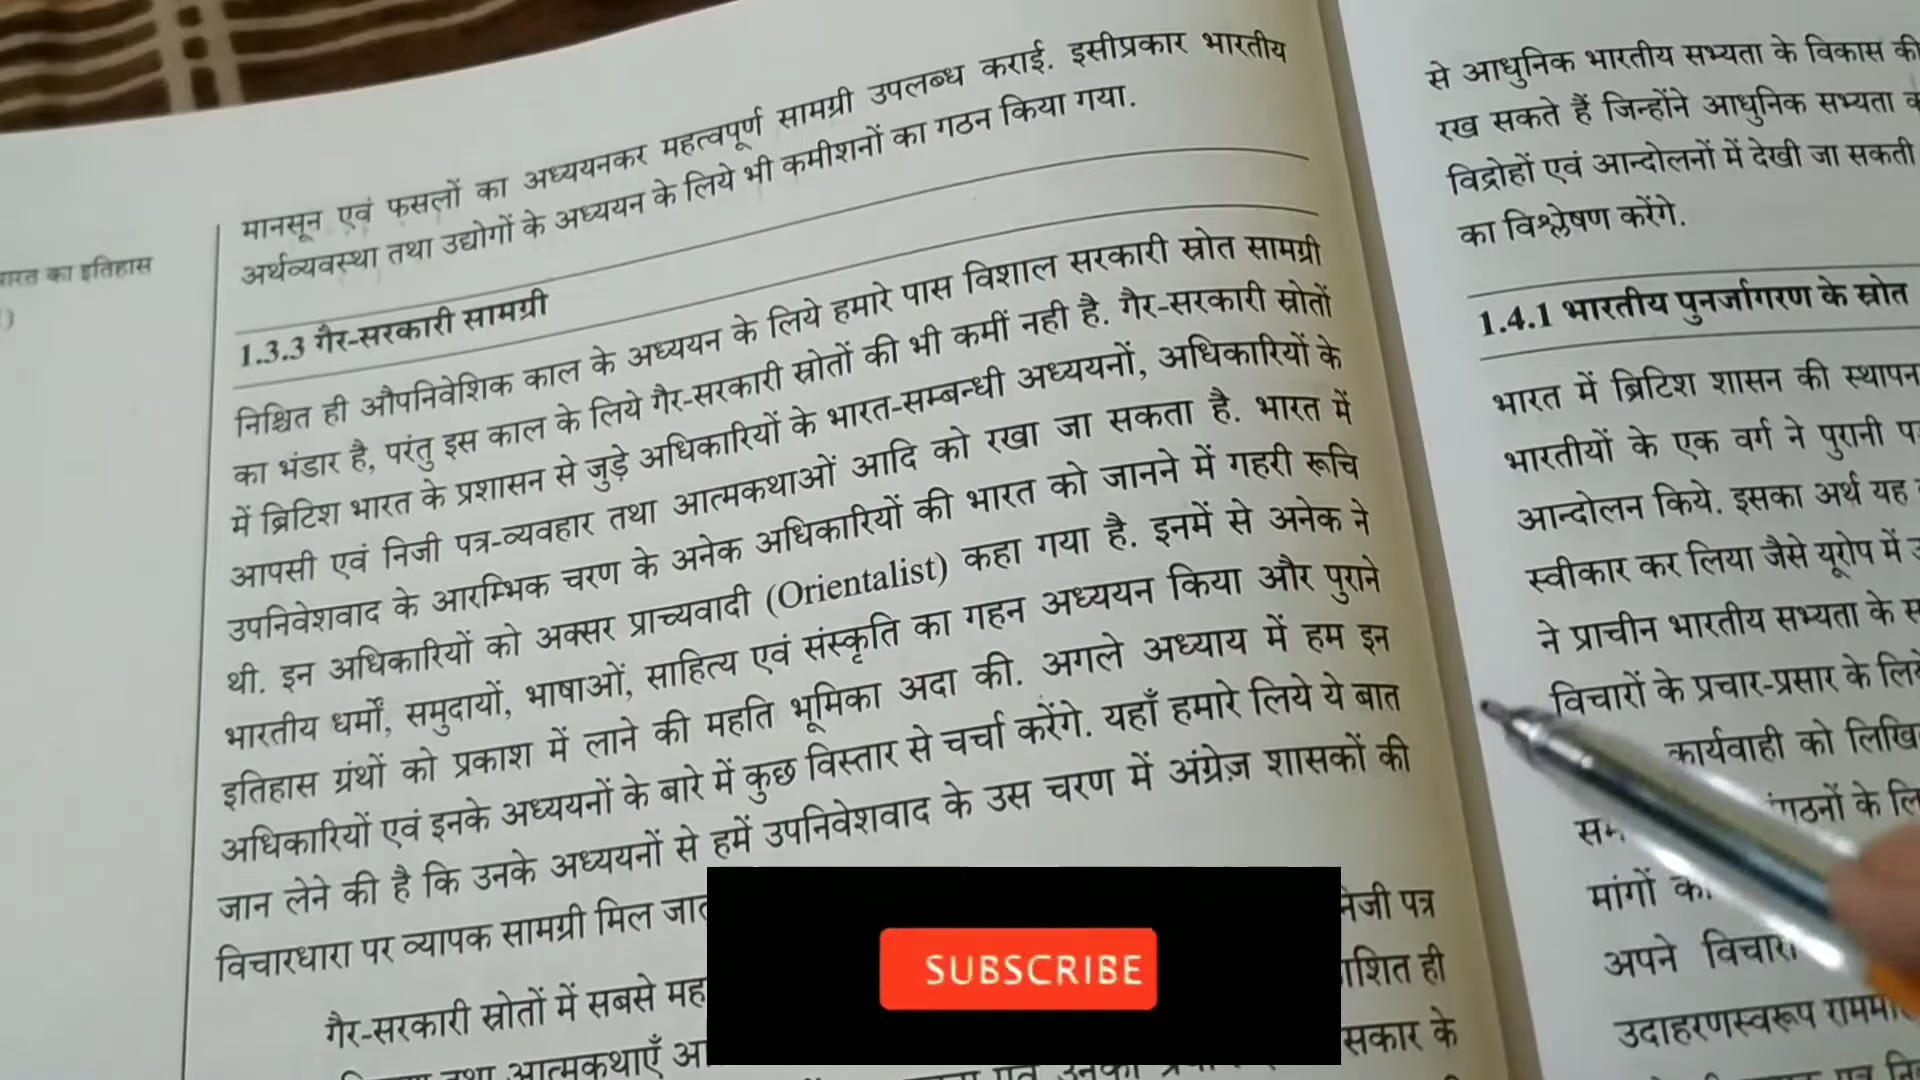 मानसून एवं फसलों का अध्ययनकर महत्वपूर्ण सामग्री उपलब्ध कराई. इसीप्रकार भारतीय
अर्थव्यवस्था तथा उद्योगों के अध्ययन के लिये भी कमीशनों का गठन किया गया.
का इतिहास
1.3.3 गैर-सरकारी सामग्री
निश्चित ही औपनिवेशिक काल के अध्ययन के लिये हमारे पास विशाल सरकारी स्रोत सामग्री
का भंडार है, परंतु इस काल के लिये गैर-सरकारी स्रोतों की भी कमीं नही है. गैर-सरकारी स्रोतों
में ब्रिटिश भारत के प्रशासन से जुड़े अधिकारियों के भारत-सम्बन्धी अध्ययनों, अधिकारियों के
आपसी एवं निजी पत्र-व्यवहार तथा आत्मकथाओं आदि को रखा जा सकता है. भारत में
उपनिवेशवाद के आरम्भिक चरण के अनेक अधिकारियों की भारत को जानने में गहरी रूचि
थी. इन अधिकारियों को अक्सर प्राच्यवादी (Orientalist) कहा गया है. इनमें से अनेक ने
भारतीय धर्मों, समुदायों, भाषाओं, साहित्य एवं संस्कृति का गहन अध्ययन किया और पुराने
इतिहास ग्रंथों को प्रकाश में लाने की महति भूमिका अदा की. अगले अध्याय में हम इन
अधिकारियों एवं इनके अध्ययनों के बारे में कुछ विस्तार से चर्चा करेंगे. यहाँ हमारे लिये ये बात
जान लेने की है कि उनके अध्ययनों से हमें उपनिवेशवाद के उस चरण में अंग्रेज़ शासकों की
विचारधारा पर व्यापक सामग्री मिल
पत्र
गैर-सरकारी स्रोतों में सबसे
ही
तथा आत्मकथाएँ
के
SUBSCRIBE
से आधुनिक भारतीय सभ्यता के विकास की
रख सकते हैं जिन्होंने आधुनिक सभ्यता
विद्रोहों एवं आन्दोलनों में देखी जा सकती
का विश्लेषण करेंगे.
1.4.1 भारतीय पुनर्जागरण के स्रोत
भारत में ब्रिटिश शासन की
भारतीयों के एक वर्ग ने पुरानी
आन्दोलन किये. इसका अर्थ यह
स्वीकार कर लिया जैसे यूरोप में
ने प्राचीन भारतीय सभ्यता के
विचारों के प्रचार-प्रसार के लिये
कार्यवाही को
के
मांगों
अपने
उदाहरणस्वरूप